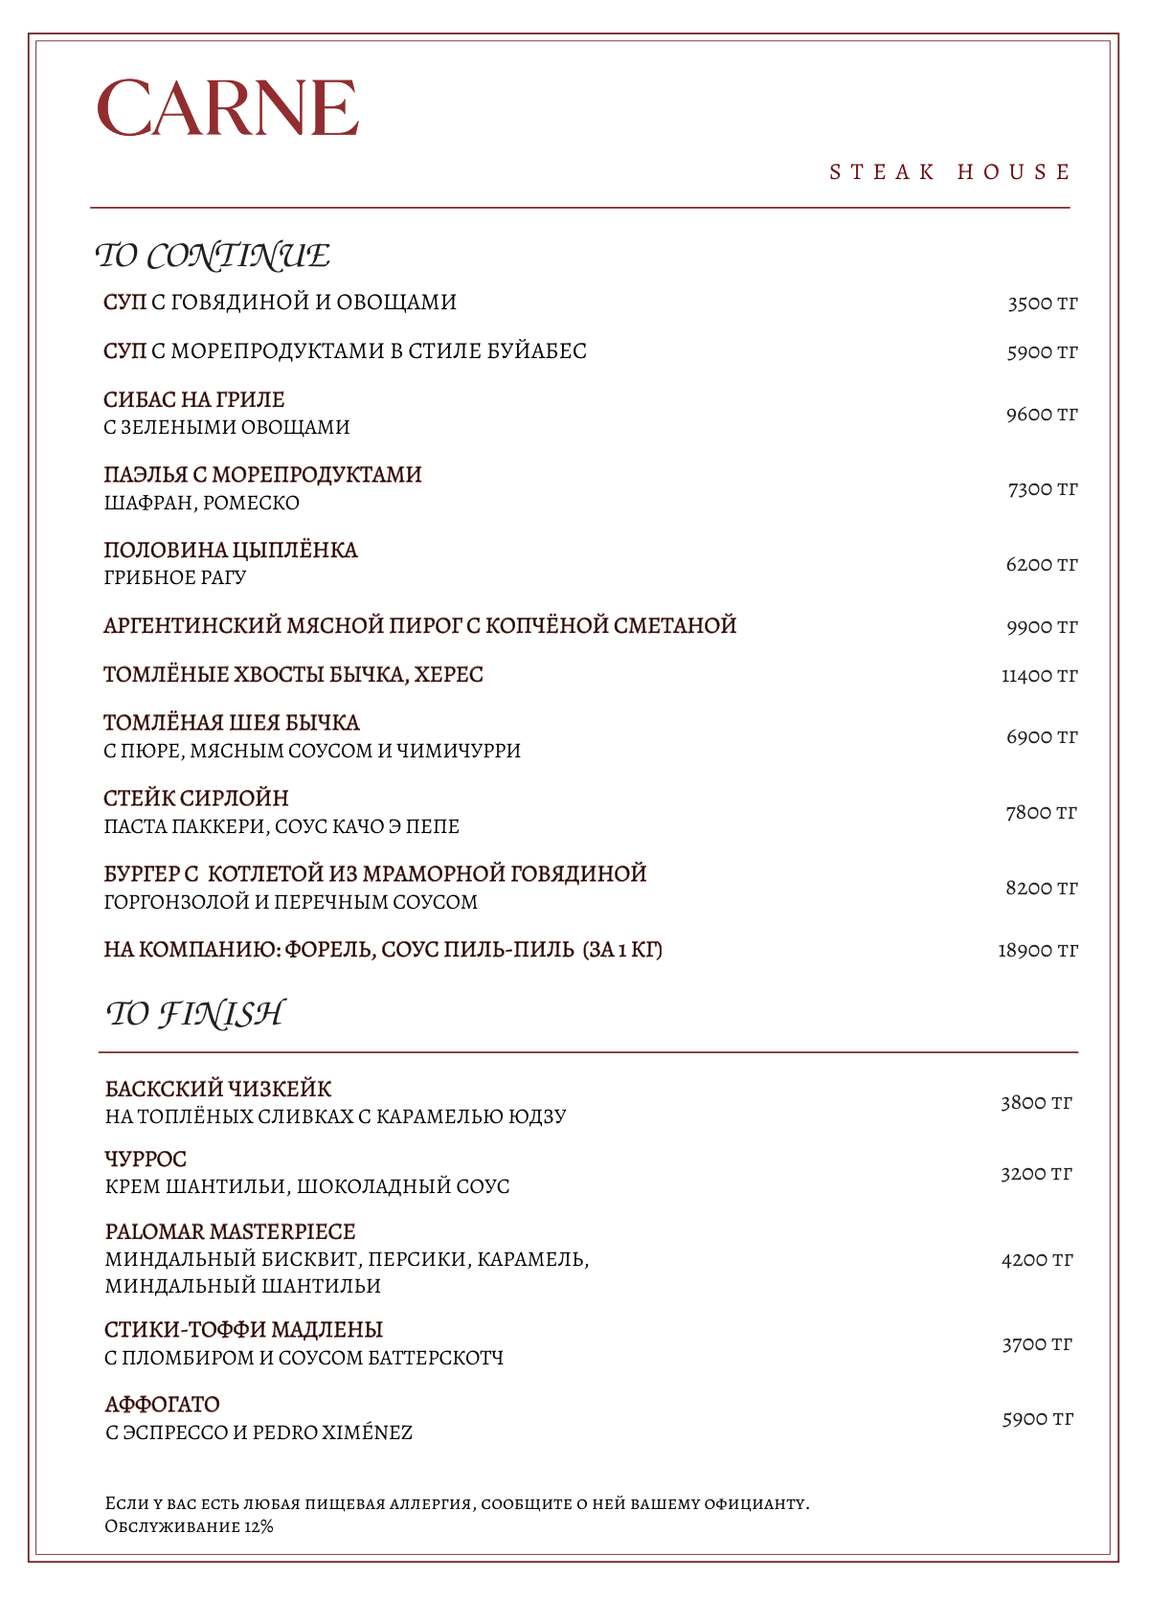 CARNE
STEAK HOUSE
TO CONTINUE
СУП С ГОВЯДИНОЙ И ОВОЩАМИ 3500 ТГ
СУП С МОРЕПРОДУКТАМИ В СТИЛЕ БУЙАБЕС 5900 ТГ
СИБАС НА ГРИЛЕ
С ЗЕЛЕНЫМИ ОВОЩАМИ 9600 ТГ
ПАЭЛЬЯ С МОРЕПРОДУКТАМИ
ШАФРАН, РОМЕСКО 7300 ТГ
ПОЛОВИНА ЦЫПЛЁНКА
ГРИБНОЕ РАГУ 6200 ТГ
АРГЕНТИНСКИЙ МЯСНОЙ ПИРОГ С КОПЧЁНОЙ СМЕТАНОЙ 9900 ТГ
ТОМЛЁНЫЕ ХВОСТЫ БЫЧКА, ХЕРЕС 11400 ТГ
ТОМЛЁНАЯ ШЕЯ БЫЧКА
С ПЮРЕ, МЯСНЫМ СОУСОМ И ЧИМИЧУРРИ 6900 ТГ
СТЕЙК СИРЛОЙН
ПАСТА ПАККЕРИ, СОУС КАЧО Э ПЕПЕ 7800 ТГ
БУРГЕР С КОТЛЕТОЙ ИЗ МРАМОРНОЙ ГОВЯДИНОЙ
ГОРГОНЗОЛОЙ И ПЕРЕЧНЫМ СОУСОМ 8200 ТГ
НА КОМПАНИЮ: ФОРЕЛЬ, СОУС ПИЛЬ-ПИЛЬ (ЗА 1 КГ) 18900 ТГ
TO FINISH
БАСКСКИЙ ЧИЗКЕЙК
НА ТОПЛЁНЫХ СЛИВКАХ С КАРАМЕЛЬЮ ЮДЗУ 3800 ТГ
ЧУРРОС
КРЕМ ШАНТИЛЬИ, ШОКОЛАДНЫЙ СОУС 3200 ТГ
PALOMAR MASTERPIECE
МИНДАЛЬНЫЙ БИСКВИТ, ПЕРСИКИ, КАРАМЕЛЬ, 4200 ТГ
МИНДАЛЬНЫЙ ШАНТИЛЬИ
СТИКИ-ТОФФИ МАДЛЕНЫ
С ПЛОМБИРОМ И СОУСОМ БАТТЕРСКОТЧ 3700 ТГ
АФФОГАТО
С ЭСПРЕССО И PEDRO XIMÉNEZ 5900 ТГ
Если у вас есть любая пищевая аллергия, сообщите о ней вашему официанту.
Обслуживание 12%